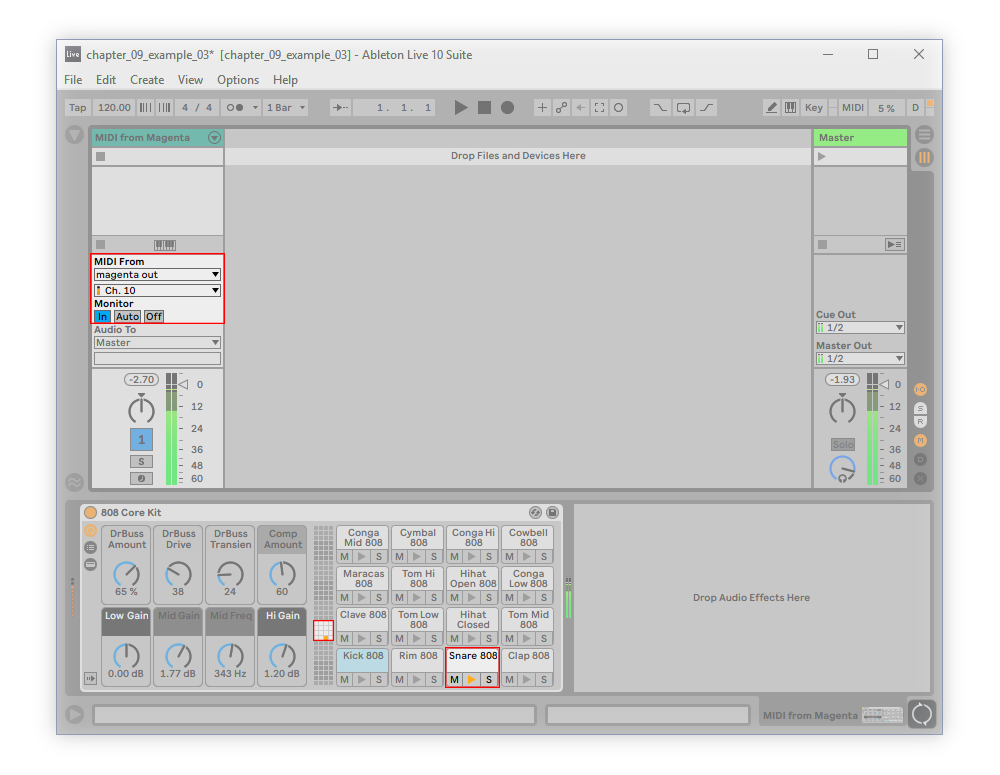 live chapter_09_example_03* [chapter_09_example_03] - Ableton Live 10 Suite
File Edit Create View Options Help
Tap 120.00 4 / 4 1 Bar 1. 1. 1 Key MIDI 5 % D
MIDI from Magenta Master
Drop Files and Devices Here
MIDI From
magenta out
Ch. 10
Monitor
In Auto Off
Audio To
Master
Cue Out
1/2
Master Out
1/2
-2.70 0
12
24
1
36
S 48
60
-1.93 0
12
24
Solo 36
48
60
S
R
M
D
X
808 Core Kit
DrBuss Amount
65 %
DrBuss Drive
38
DrBuss Transien
24
Comp Amount
60
Low Gain
0.00 dB
Mid Gain
1.77 dB
Mid Freq
343 Hz
Hi Gain
1.20 dB
Conga Mid 808
M S
Cymbal 808
M S
Conga Hi 808
M S
Cowbell 808
M S
Maracas 808
M S
Tom Hi 808
M S
Hihat Open 808
M S
Conga Low 808
M S
Clave 808
M S
Tom Low 808
M S
Hihat Closed
M S
Tom Mid 808
M S
Kick 808
M S
Rim 808
M S
Snare 808
M S
Clap 808
M S
Drop Audio Effects Here
MIDI from Magenta